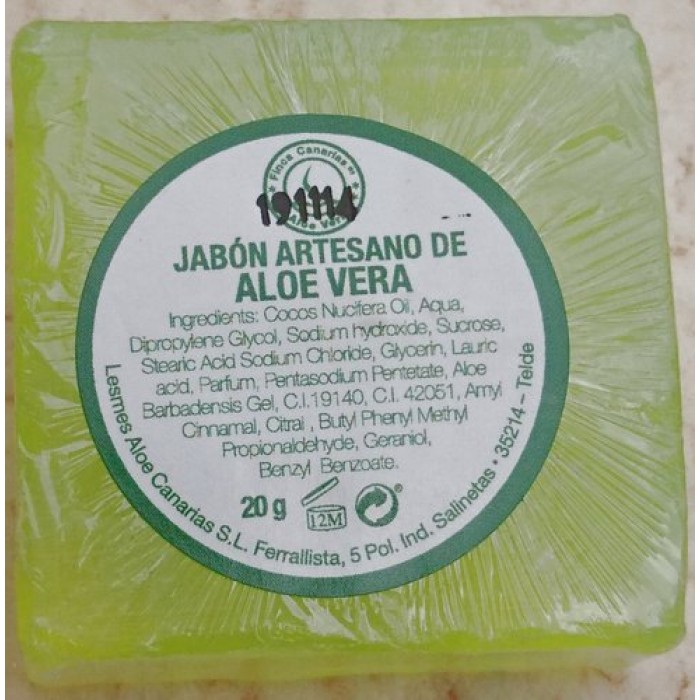 Finca Canarias
191114
Aloe Vera
JABÓN ARTESANO DE
ALOE VERA
Ingredients: Cocos Nucifera Oil, Aqua,
Dipropylene Glycol, Sodium hydroxide, Sucrose,
Stearic Acid Sodium Chloride, Glycerin, Lauric
acid, Parfum, Pentasodium Pentetate, Aloe
Barbadensis Gel, C.I.19140, C.I. 42051, Amyl
Cinnamal, Citral , Butyl Phenyl Methyl
Propionaldehyde, Geraniol,
Benzyl Benzoate.
20 g
12M
Lesmes Aloe Canarias S.L. Ferrallista, 5 Pol. Ind. Salinetas • 35214 – Telde